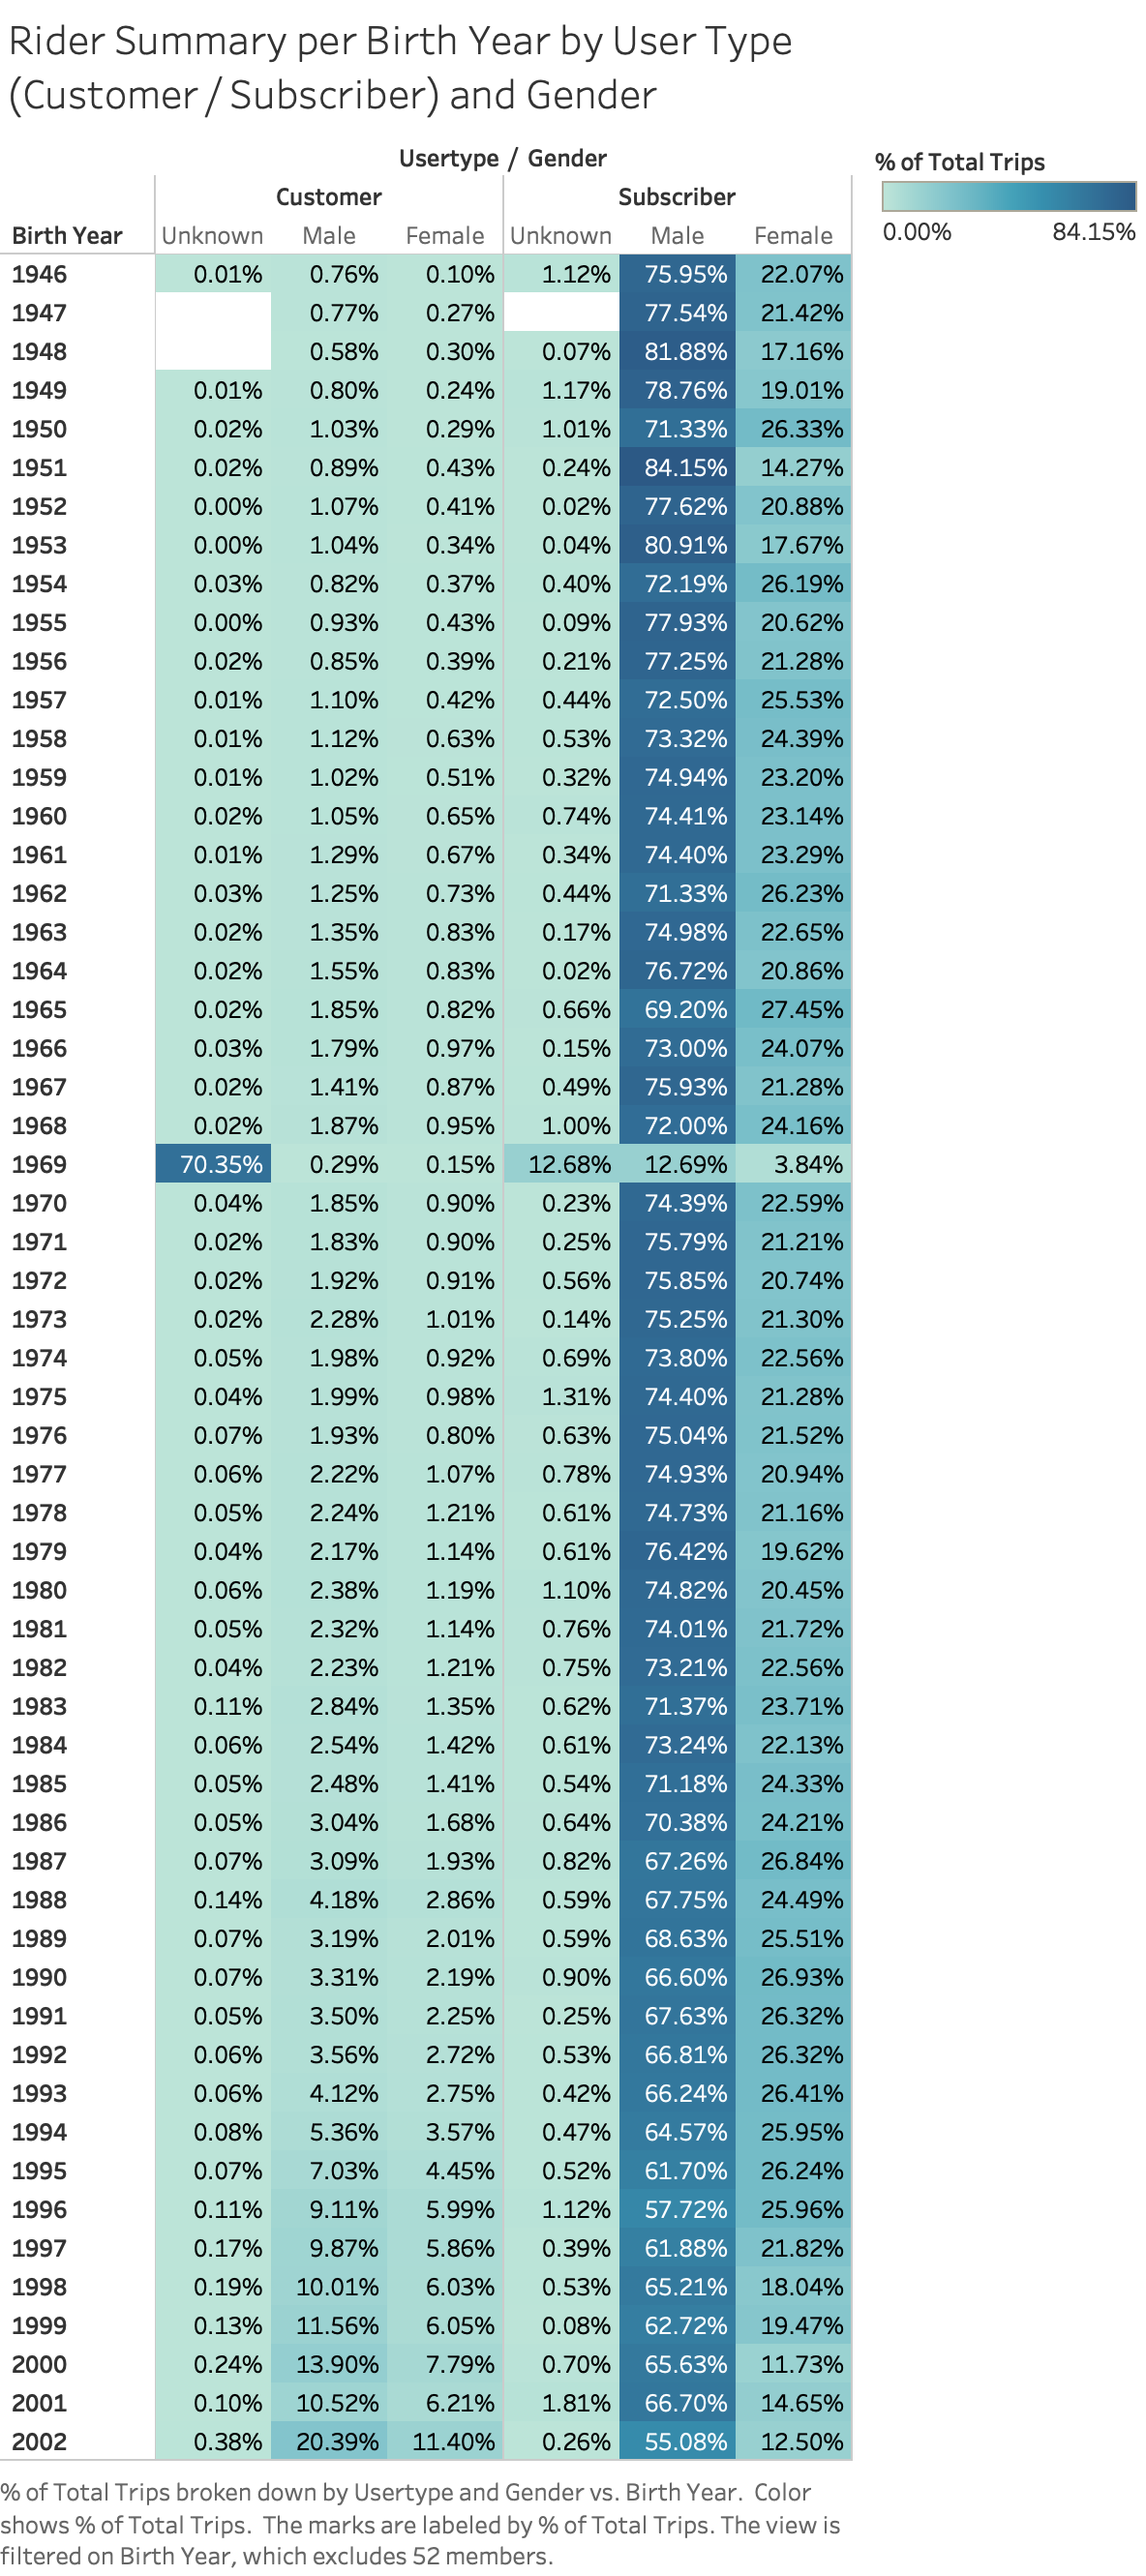 Rider Summary per Birth Year by User Type
(Customer / Subscriber) and Gender
Usertype / Gender
% of Total Trips
Customer Subscriber
0.00% 84.15%
Birth Year Unknown Male Female Unknown Male Female
1946 0.01% 0.76% 0.10% 1.12% 75.95% 22.07%
1947 0.77% 0.27% 77.54% 21.42%
1948 0.58% 0.30% 0.07% 81.88% 17.16%
1949 0.01% 0.80% 0.24% 1.17% 78.76% 19.01%
1950 0.02% 1.03% 0.29% 1.01% 71.33% 26.33%
1951 0.02% 0.89% 0.43% 0.24% 84.15% 14.27%
1952 0.00% 1.07% 0.41% 0.02% 77.62% 20.88%
1953 0.00% 1.04% 0.34% 0.04% 80.91% 17.67%
1954 0.03% 0.82% 0.37% 0.40% 72.19% 26.19%
1955 0.00% 0.93% 0.43% 0.09% 77.93% 20.62%
1956 0.02% 0.85% 0.39% 0.21% 77.25% 21.28%
1957 0.01% 1.10% 0.42% 0.44% 72.50% 25.53%
1958 0.01% 1.12% 0.63% 0.53% 73.32% 24.39%
1959 0.01% 1.02% 0.51% 0.32% 74.94% 23.20%
1960 0.02% 1.05% 0.65% 0.74% 74.41% 23.14%
1961 0.01% 1.29% 0.67% 0.34% 74.40% 23.29%
1962 0.03% 1.25% 0.73% 0.44% 71.33% 26.23%
1963 0.02% 1.35% 0.83% 0.17% 74.98% 22.65%
1964 0.02% 1.55% 0.83% 0.02% 76.72% 20.86%
1965 0.02% 1.85% 0.82% 0.66% 69.20% 27.45%
1966 0.03% 1.79% 0.97% 0.15% 73.00% 24.07%
1967 0.02% 1.41% 0.87% 0.49% 75.93% 21.28%
1968 0.02% 1.87% 0.95% 1.00% 72.00% 24.16%
1969 70.35% 0.29% 0.15% 12.68% 12.69% 3.84%
1970 0.04% 1.85% 0.90% 0.23% 74.39% 22.59%
1971 0.02% 1.83% 0.90% 0.25% 75.79% 21.21%
1972 0.02% 1.92% 0.91% 0.56% 75.85% 20.74%
1973 0.02% 2.28% 1.01% 0.14% 75.25% 21.30%
1974 0.05% 1.98% 0.92% 0.69% 73.80% 22.56%
1975 0.04% 1.99% 0.98% 1.31% 74.40% 21.28%
1976 0.07% 1.93% 0.80% 0.63% 75.04% 21.52%
1977 0.06% 2.22% 1.07% 0.78% 74.93% 20.94%
1978 0.05% 2.24% 1.21% 0.61% 74.73% 21.16%
1979 0.04% 2.17% 1.14% 0.61% 76.42% 19.62%
1980 0.06% 2.38% 1.19% 1.10% 74.82% 20.45%
1981 0.05% 2.32% 1.14% 0.76% 74.01% 21.72%
1982 0.04% 2.23% 1.21% 0.75% 73.21% 22.56%
1983 0.11% 2.84% 1.35% 0.62% 71.37% 23.71%
1984 0.06% 2.54% 1.42% 0.61% 73.24% 22.13%
1985 0.05% 2.48% 1.41% 0.54% 71.18% 24.33%
1986 0.05% 3.04% 1.68% 0.64% 70.38% 24.21%
1987 0.07% 3.09% 1.93% 0.82% 67.26% 26.84%
1988 0.14% 4.18% 2.86% 0.59% 67.75% 24.49%
1989 0.07% 3.19% 2.01% 0.59% 68.63% 25.51%
1990 0.07% 3.31% 2.19% 0.90% 66.60% 26.93%
1991 0.05% 3.50% 2.25% 0.25% 67.63% 26.32%
1992 0.06% 3.56% 2.72% 0.53% 66.81% 26.32%
1993 0.06% 4.12% 2.75% 0.42% 66.24% 26.41%
1994 0.08% 5.36% 3.57% 0.47% 64.57% 25.95%
1995 0.07% 7.03% 4.45% 0.52% 61.70% 26.24%
1996 0.11% 9.11% 5.99% 1.12% 57.72% 25.96%
1997 0.17% 9.87% 5.86% 0.39% 61.88% 21.82%
1998 0.19% 10.01% 6.03% 0.53% 65.21% 18.04%
1999 0.13% 11.56% 6.05% 0.08% 62.72% 19.47%
2000 0.24% 13.90% 7.79% 0.70% 65.63% 11.73%
2001 0.10% 10.52% 6.21% 1.81% 66.70% 14.65%
2002 0.38% 20.39% 11.40% 0.26% 55.08% 12.50%
% of Total Trips broken down by Usertype and Gender vs. Birth Year. Color
shows % of Total Trips. The marks are labeled by % of Total Trips. The view is
filtered on Birth Year, which excludes 52 members.